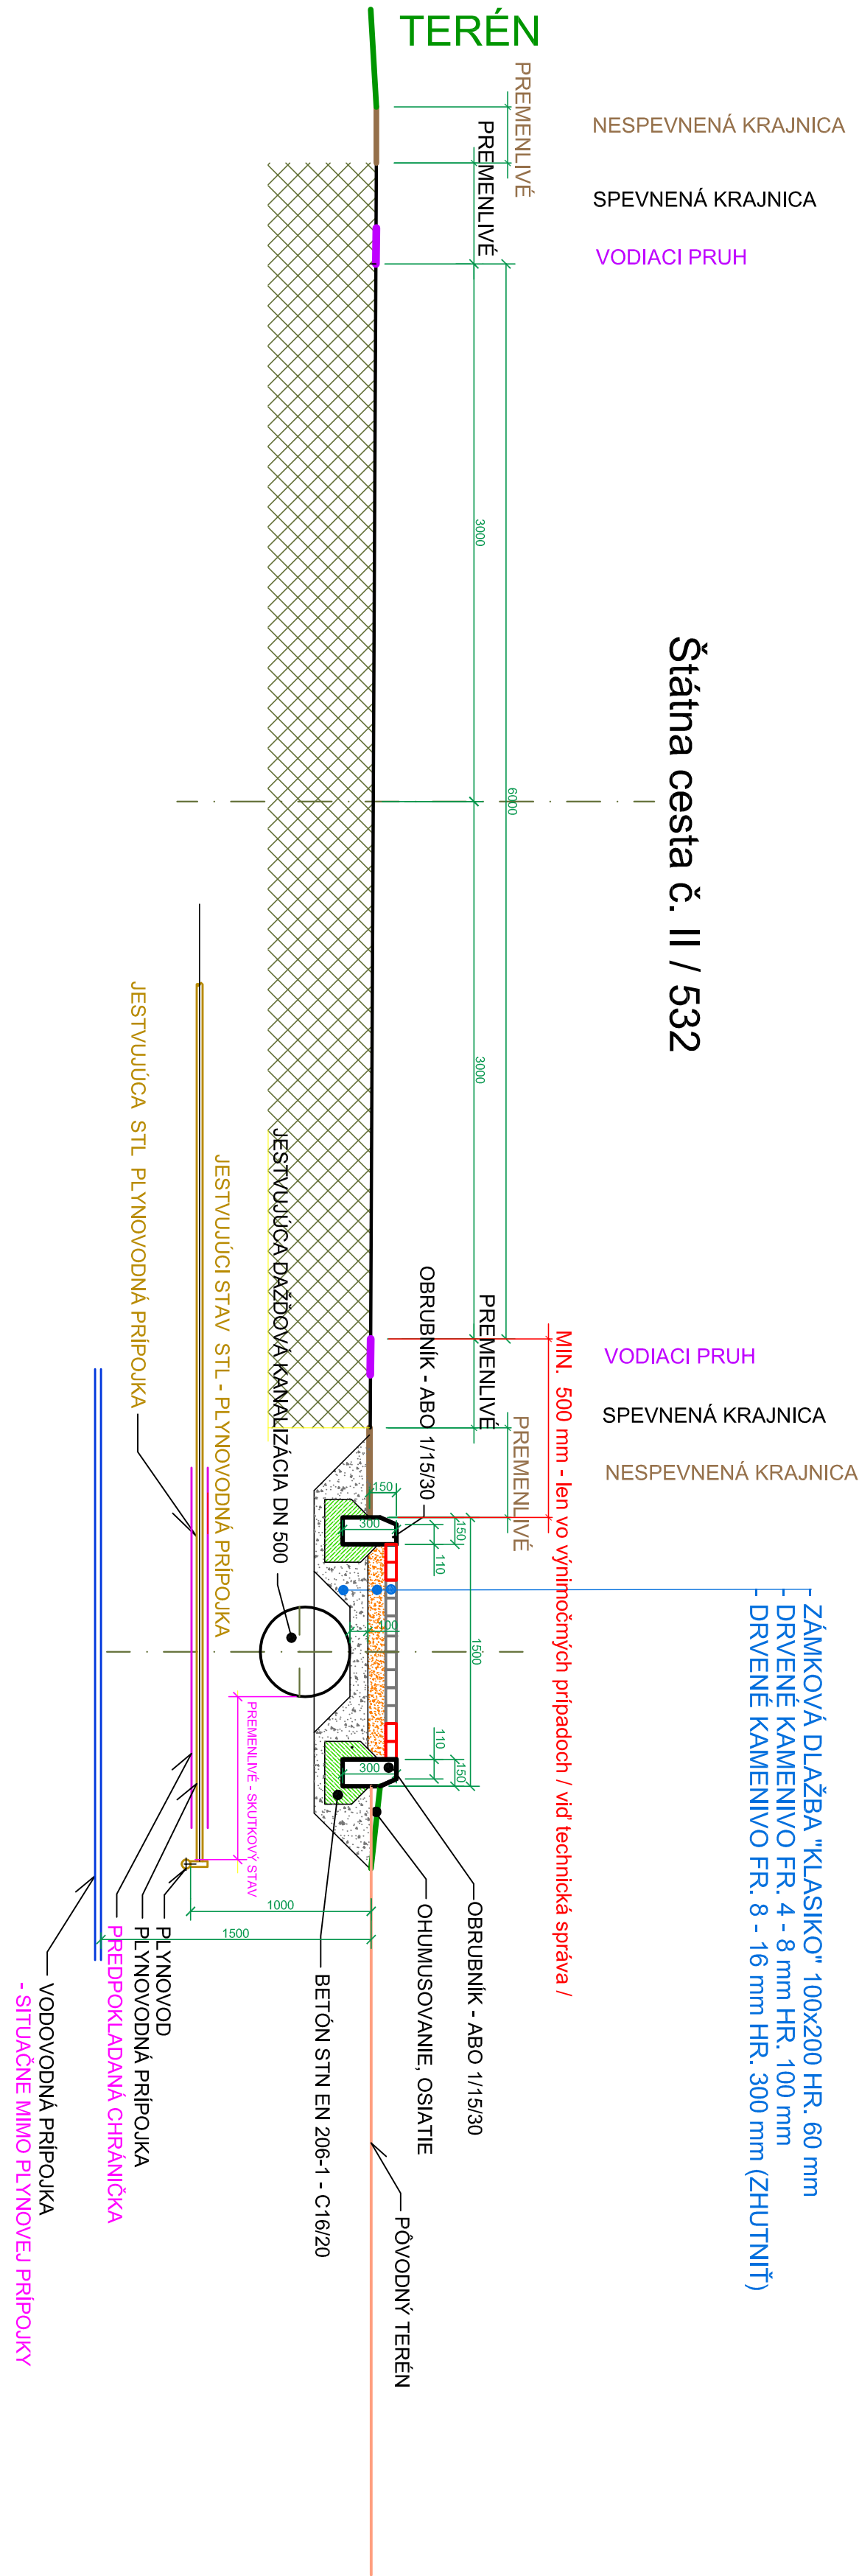 TERÉN
PREMENLIVÉ
PREMENLIVÉ
NESPEVNENÁ KRAJNICA
SPEVNENÁ KRAJNICA
VODIACI PRUH
3000
6000
3000
Štátna cesta č. II / 532
JESTVUJÚCA STL PLYNOVODNÁ PRÍPOJKA
JESTVUJÚCI STAV STL - PLYNOVODNÁ PRÍPOJKA
JESTVUJÚCA DAŽĎOVÁ KANALIZÁCIA DN 500
OBRUBNÍK - ABO 1/15/30
PREMENLIVÉ
PREMENLIVÉ
MIN. 500 mm - len vo výnimočmých prípadoch / viď technická správa /
VODIACI PRUH
SPEVNENÁ KRAJNICA
NESPEVNENÁ KRAJNICA
150
300
150
110
100
1500
110
150
300
ZÁMKOVÁ DLAŽBA "KLASIKO" 100x200 HR. 60 mm
DRVENÉ KAMENIVO FR. 4 - 8 mm HR. 100 mm
DRVENÉ KAMENIVO FR. 8 - 16 mm HR. 300 mm (ZHUTNIŤ)
PREMENLIVÉ - SKUTKOVÝ STAV
1000
1500
OBRUBNÍK - ABO 1/15/30
OHUMUSOVANIE, OSIATIE
BETÓN STN EN 206-1 - C16/20
PÔVODNÝ TERÉN
PLYNOVOD
PLYNOVODNÁ PRÍPOJKA
PREDPOKLADANÁ CHRÁNIČKA
VODOVODNÁ PRÍPOJKA
- SITUAČNE MIMO PLYNOVEJ PRÍPOJKY